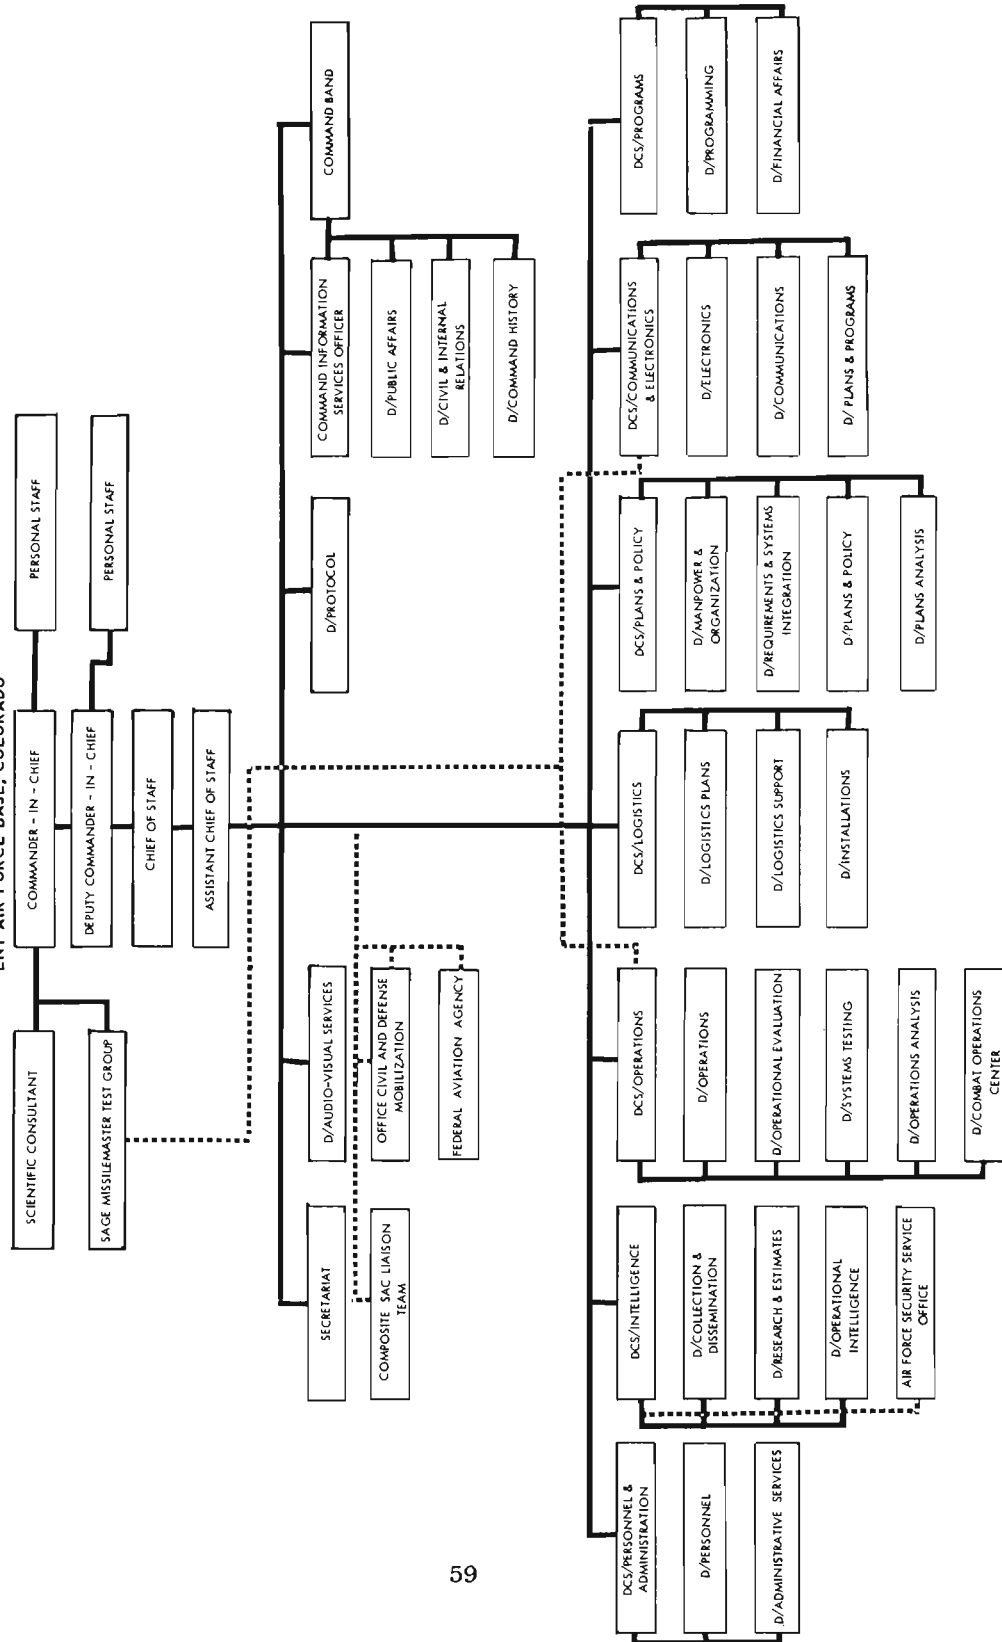 ENT AIR FORCE BASE, COLORADO
COMMANDER - IN - CHIEF
PERSONAL STAFF
SCIENTIFIC CONSULTANT
DEPUTY COMMANDER - IN - CHIEF
PERSONAL STAFF
SAGE MISSILEMASTER TEST GROUP
CHIEF OF STAFF
ASSISTANT CHIEF OF STAFF
SECRETARIAT
D/AUDIO-VISUAL SERVICES
D/PROTOCOL
COMMAND INFORMATION
SERVICES OFFICER
COMMAND BAND
COMPOSITE SAC LIAISON
TEAM
OFFICE CIVIL AND DEFENSE
MOBILIZATION
FEDERAL AVIATION AGENCY
D/PUBLIC AFFAIRS
D/CIVIL & INTERNAL
RELATIONS
D/COMMAND HISTORY
DCS/PERSONNEL &
ADMINISTRATION
D/PERSONNEL
D/ADMINISTRATIVE SERVICES
DCS/INTELLIGENCE
D/COLLECTION &
DISSEMINATION
D/RESEARCH & ESTIMATES
D/OPERATIONAL
INTELLIGENCE
AIR FORCE SECURITY SERVICE
OFFICE
DCS/OPERATIONS
D/OPERATIONS
D/OPERATIONAL EVALUATION
D/SYSTEMS TESTING
D/OPERATIONS ANALYSIS
D/COMBAT OPERATIONS
CENTER
DCS/LOGISTICS
D/LOGISTICS PLANS
D/LOGISTICS SUPPORT
D/INSTALLATIONS
DCS/PLANS & POLICY
D/MANPOWER &
ORGANIZATION
D/REQUIREMENTS & SYSTEMS
INTEGRATION
D/PLANS & POLICY
D/PLANS ANALYSIS
DCS/COMMUNICATIONS
& ELECTRONICS
D/ELECTRONICS
D/COMMUNICATIONS
D/ PLANS & PROGRAMS
DCS/PROGRAMS
D/PROGRAMMING
D/FINANCIAL AFFAIRS
59